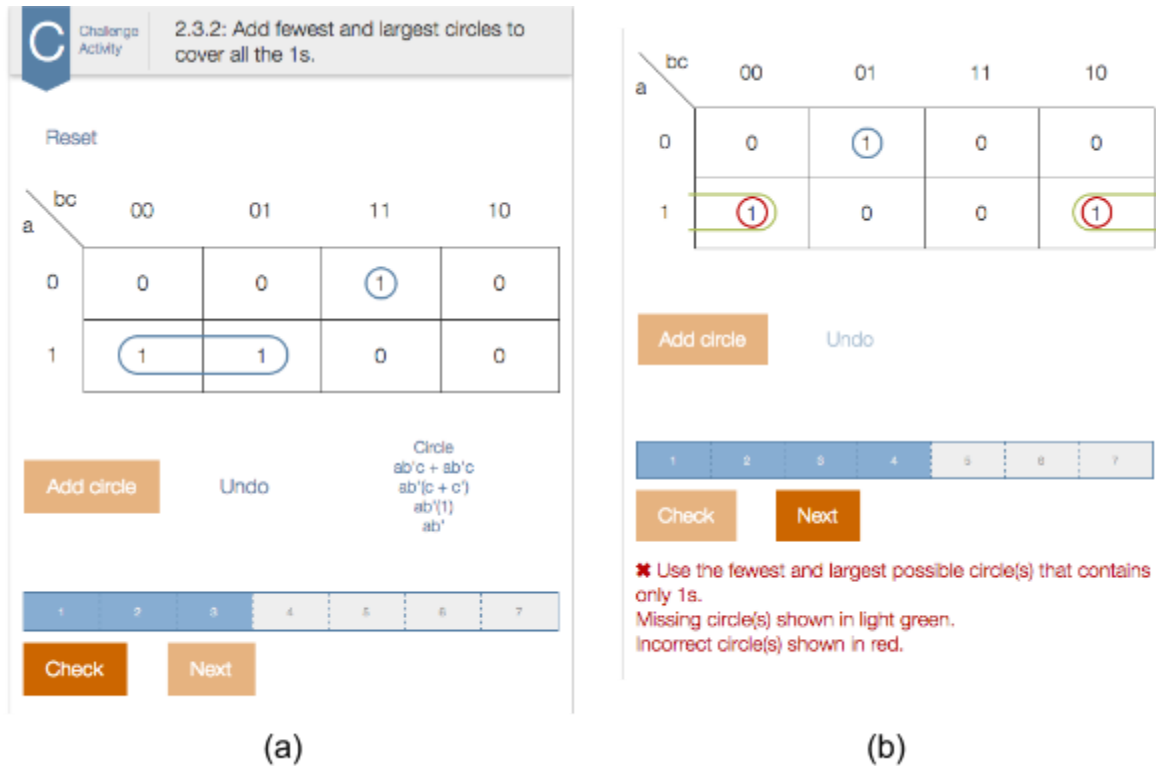 C
Challenge
Activity
2.3.2: Add fewest and largest circles to
cover all the 1s.
Reset
bc
a
00 01 11 10
0 0 0 1 0
1 1 1 0 0
Add circle
Undo
Circle
ab'c + ab'c
ab'(c + c')
ab'(1)
ab'
1 2 3 4 5 6 7
Check
Next
(a)
bc
a
00 01 11 10
0 0 1 0 0
1 1 0 0 1
Add circle
Undo
1 2 3 4 5 6 7
Check
Next
✖ Use the fewest and largest possible circle(s) that contains
only 1s.
Missing circle(s) shown in light green.
Incorrect circle(s) shown in red.
(b)